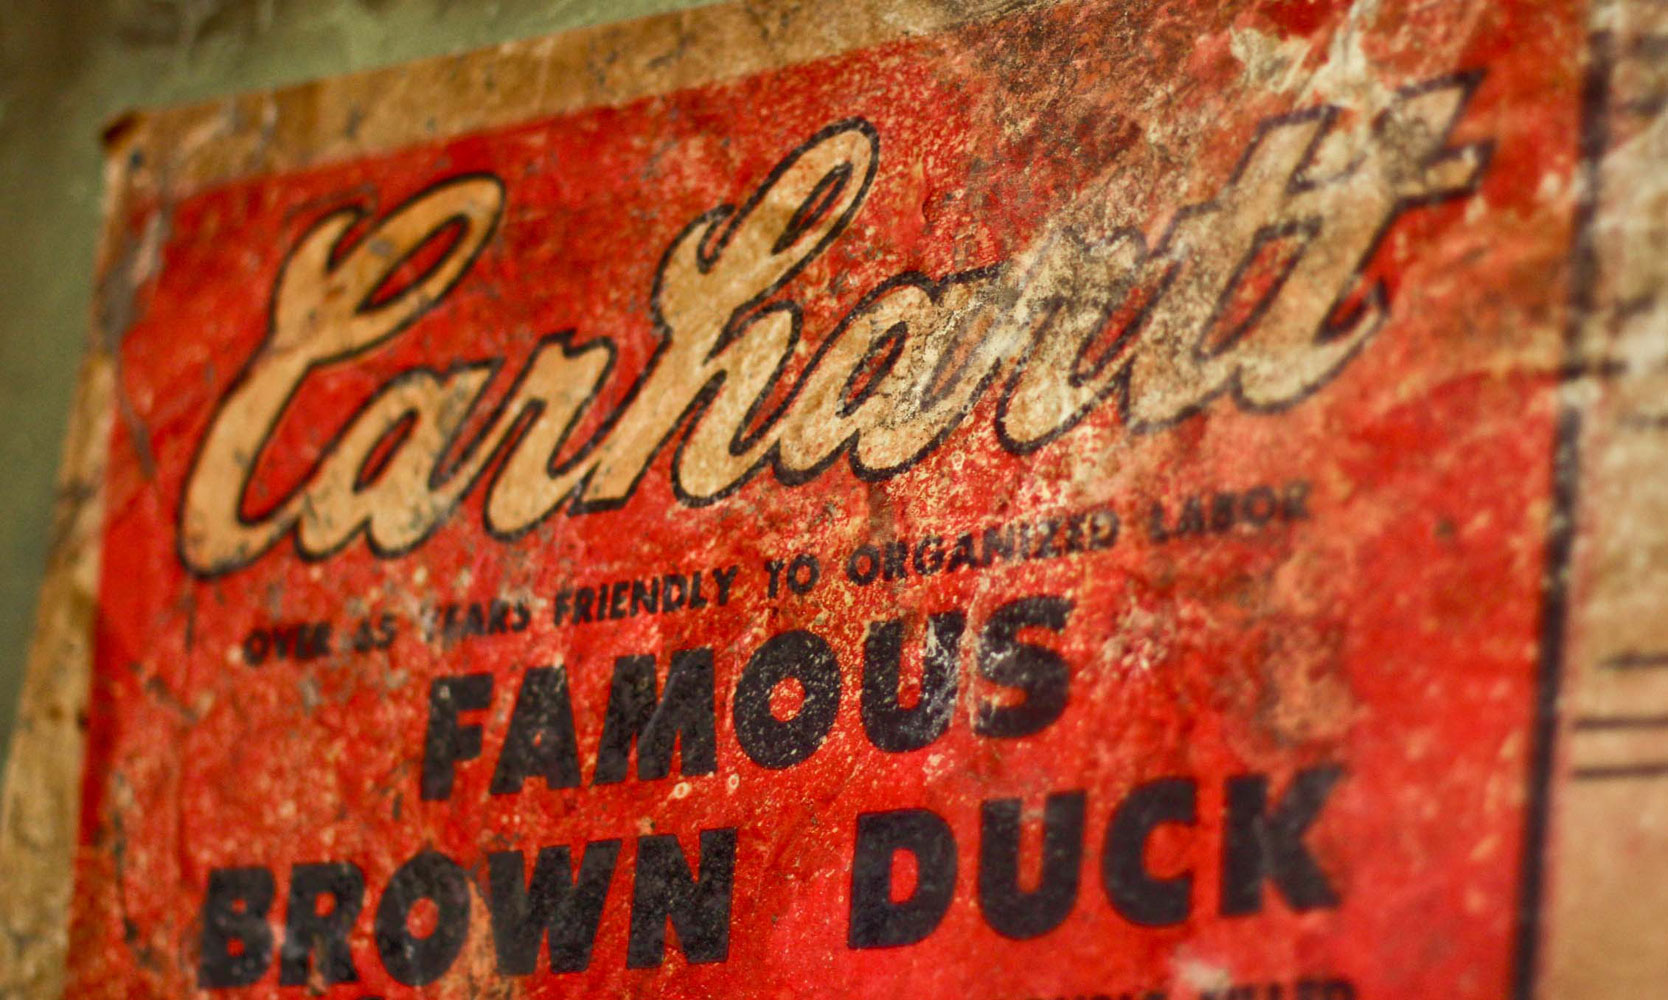 Carhartt
OVER 45 YEARS FRIENDLY TO ORGANIZED LABOR
FAMOUS
BROWN DUCK